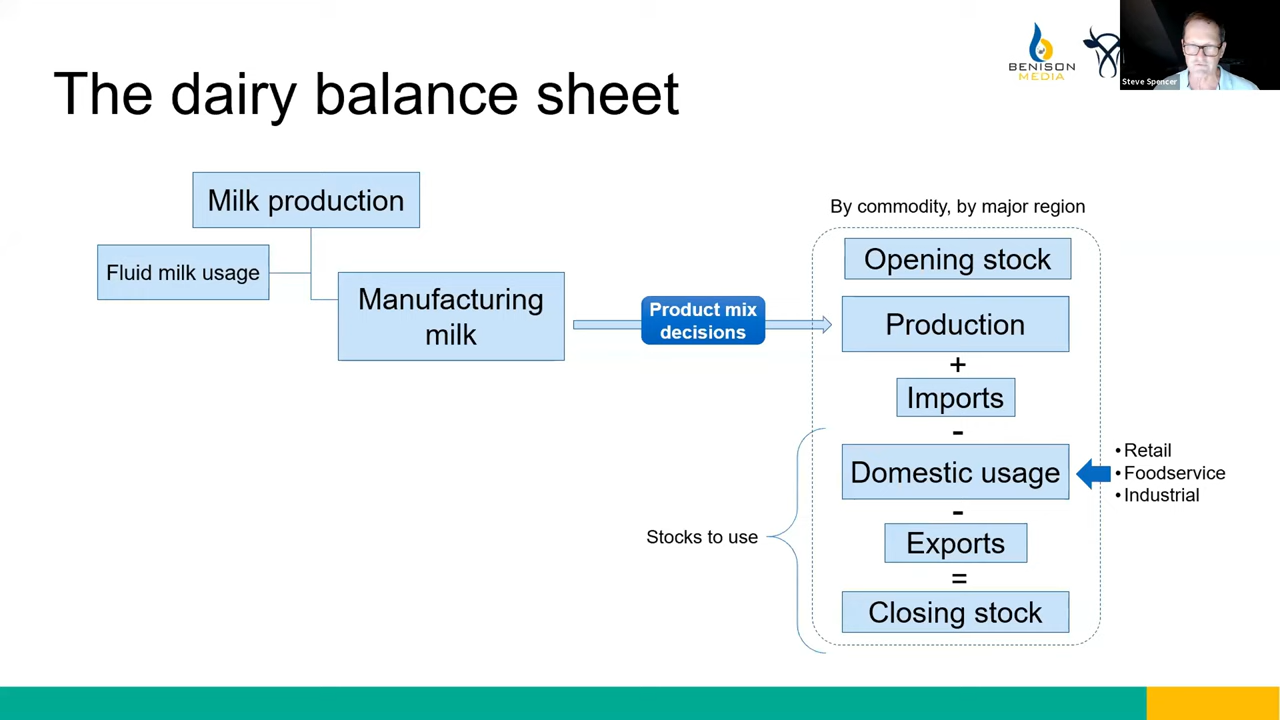 BENISON
MEDIA
Steve Spencer
The dairy balance sheet
Milk production
Fluid milk usage
Manufacturing
milk
Product mix
decisions
By commodity, by major region
Opening stock
Production
+
Imports
-
Domestic usage
•Retail
•Foodservice
•Industrial
-
Stocks to use
Exports
=
Closing stock